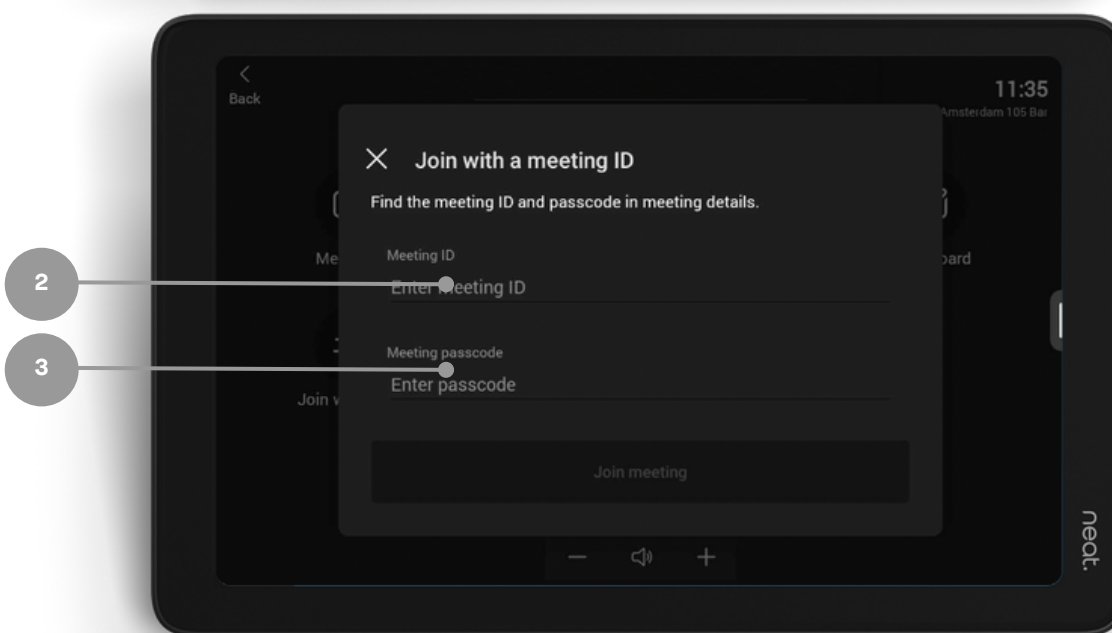 Back
11:35
Amsterdam 105 Bar
Join with a meeting ID
Find the meeting ID and passcode in meeting details.
Meeting ID
2
Enter meeting ID
Meeting passcode
3
Enter passcode
Join
Join meeting
neat.